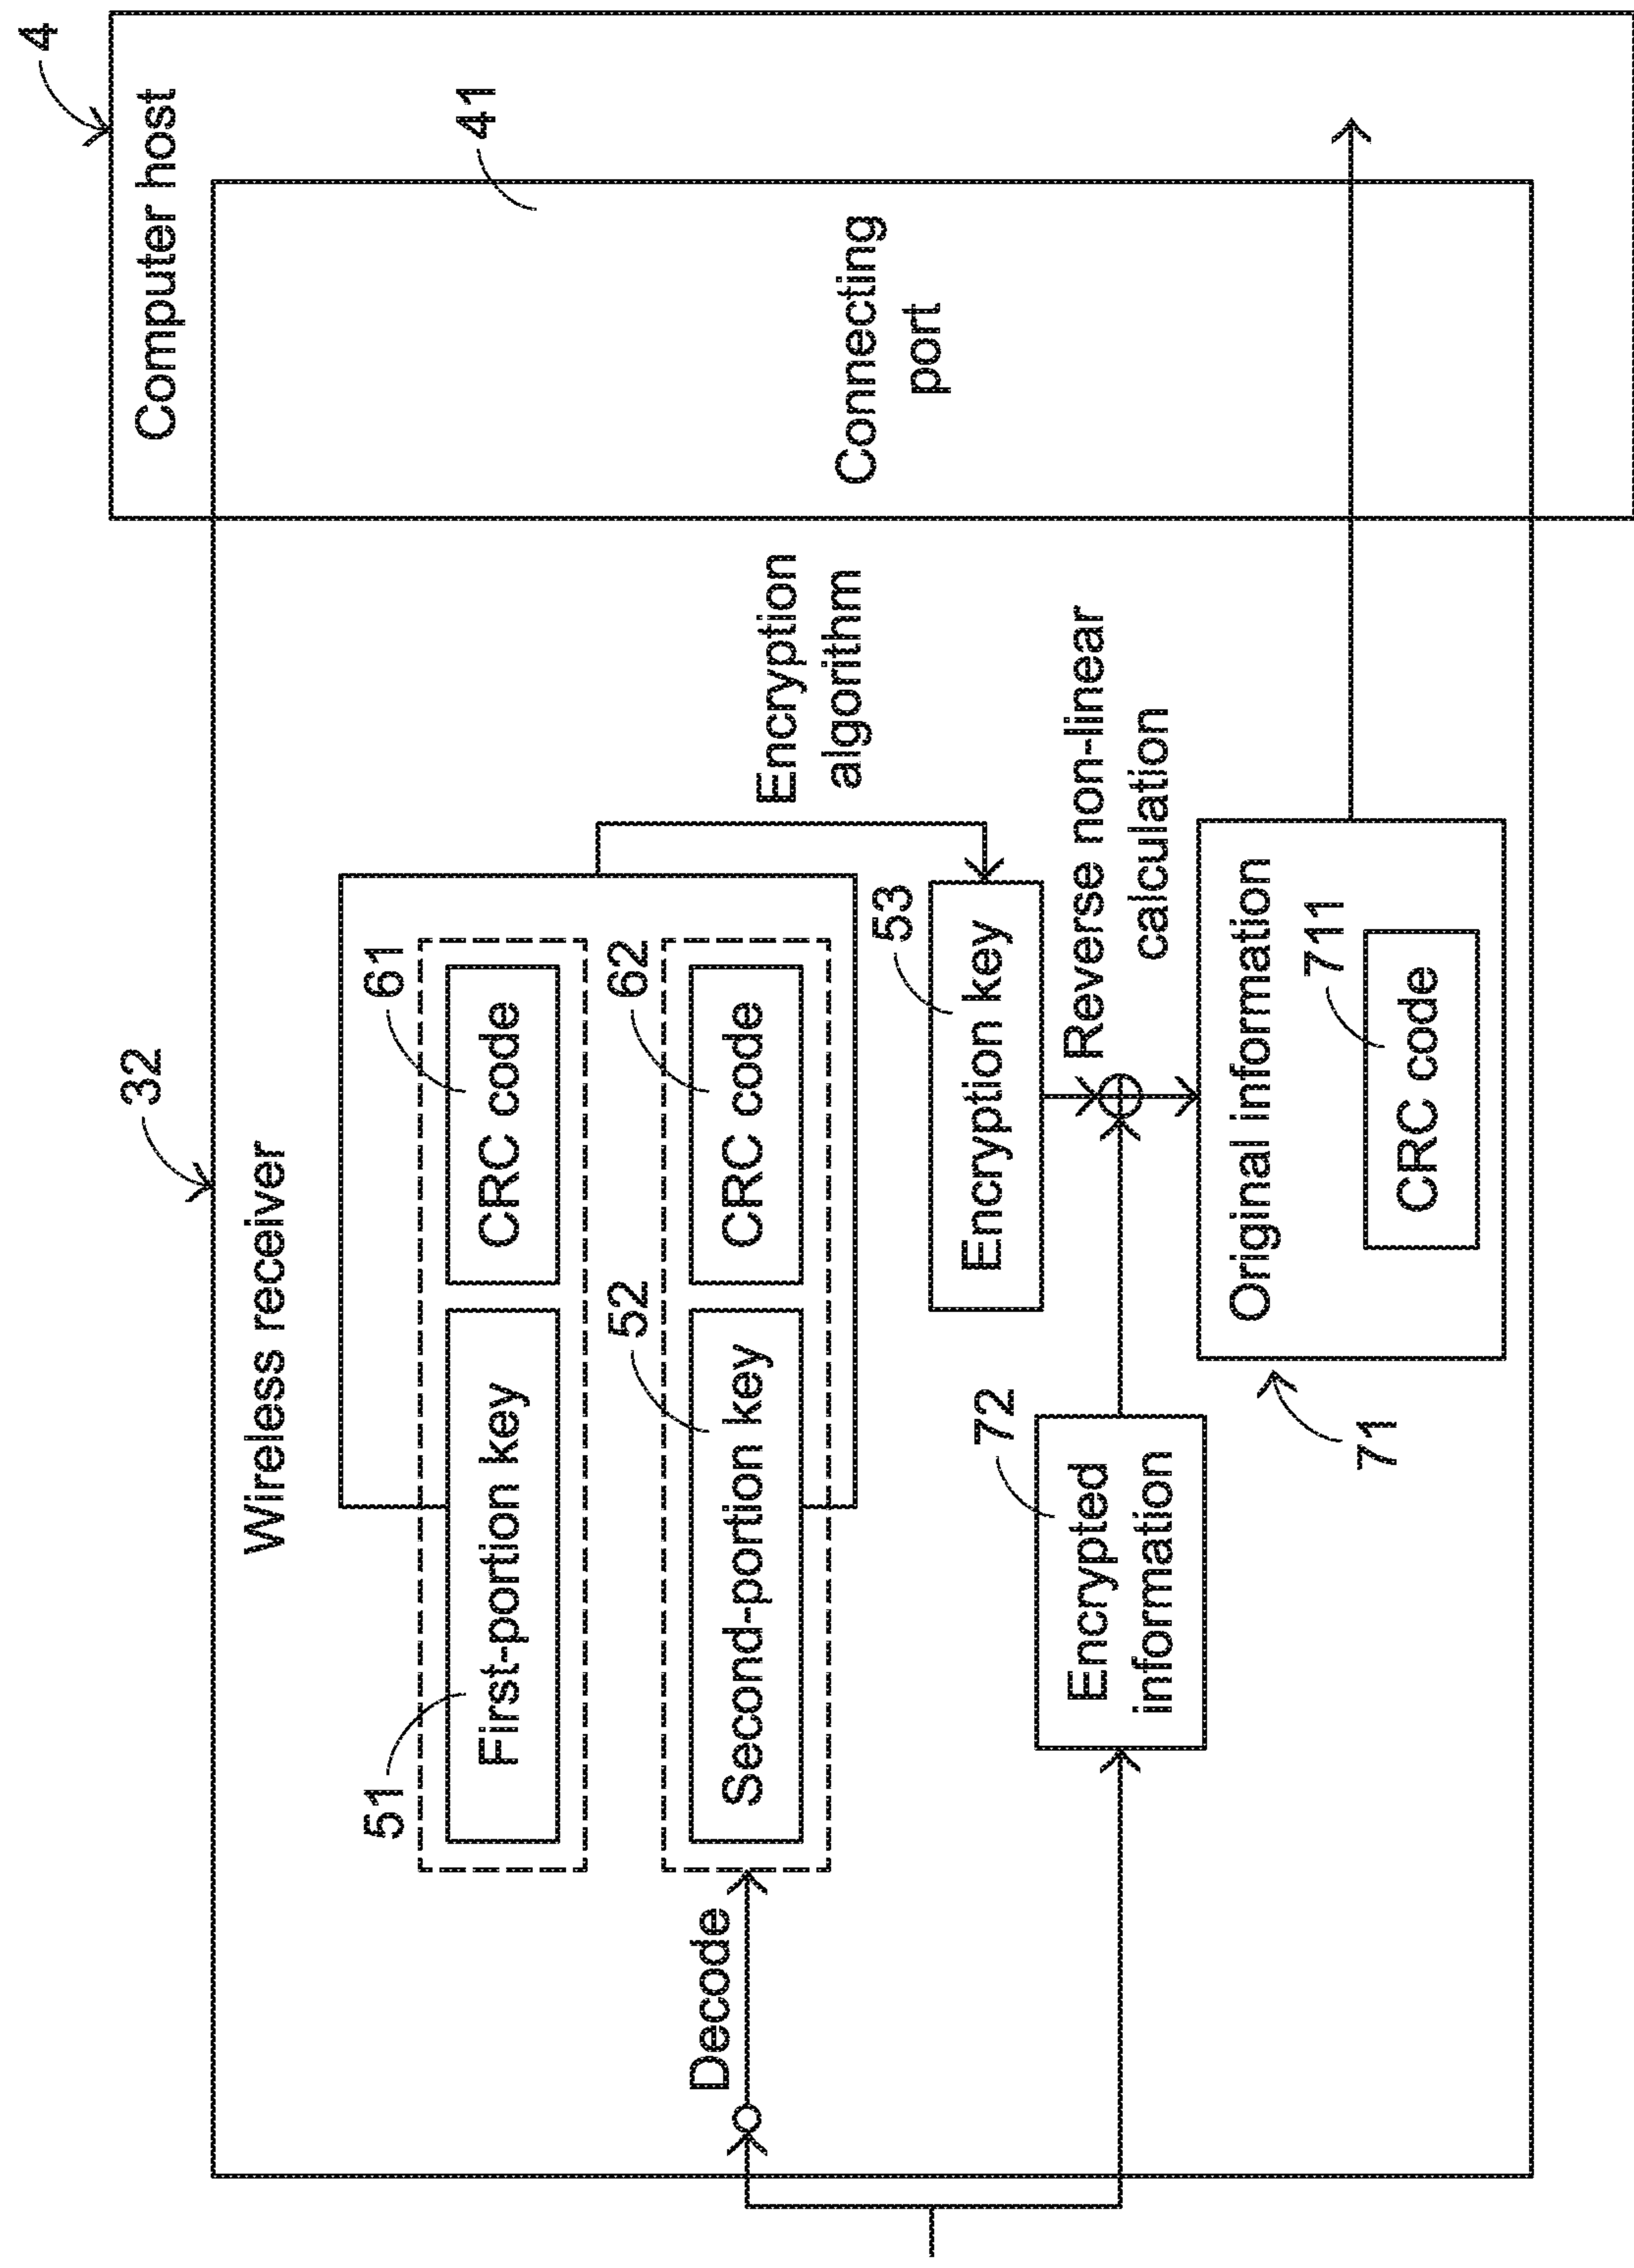 4
Computer host
41
Connecting
port
32
Wireless receiver
51
First-portion key
61
CRC code
Decode
52
Second-portion key
62
CRC code
Encryption
algorithm
53
Encryption key
Reverse non-linear
calculation
72
Encrypted
information
71
Original information
711
CRC code